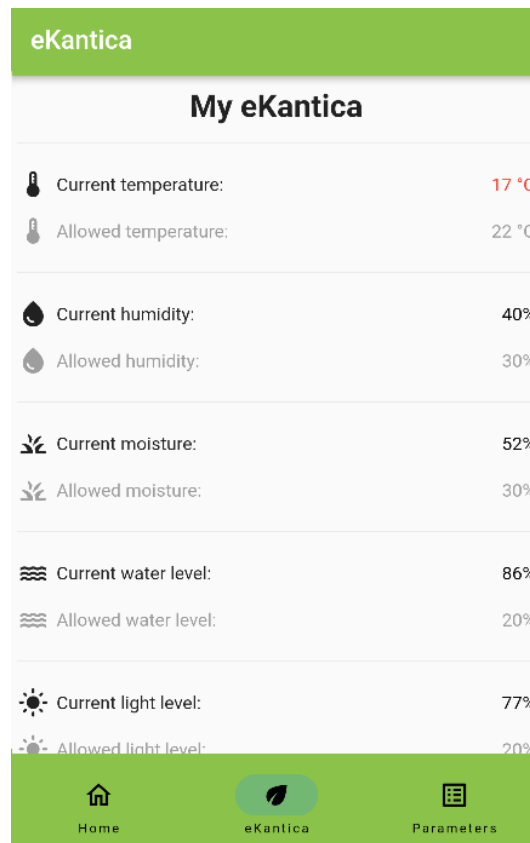 eKantica
My eKantica
Current temperature: 17 °C
Allowed temperature: 22 °C
Current humidity: 40%
Allowed humidity: 30%
Current moisture: 52%
Allowed moisture: 30%
Current water level: 86%
Allowed water level: 20%
Current light level: 77%
Allowed light level: 20%
Home eKantica Parameters